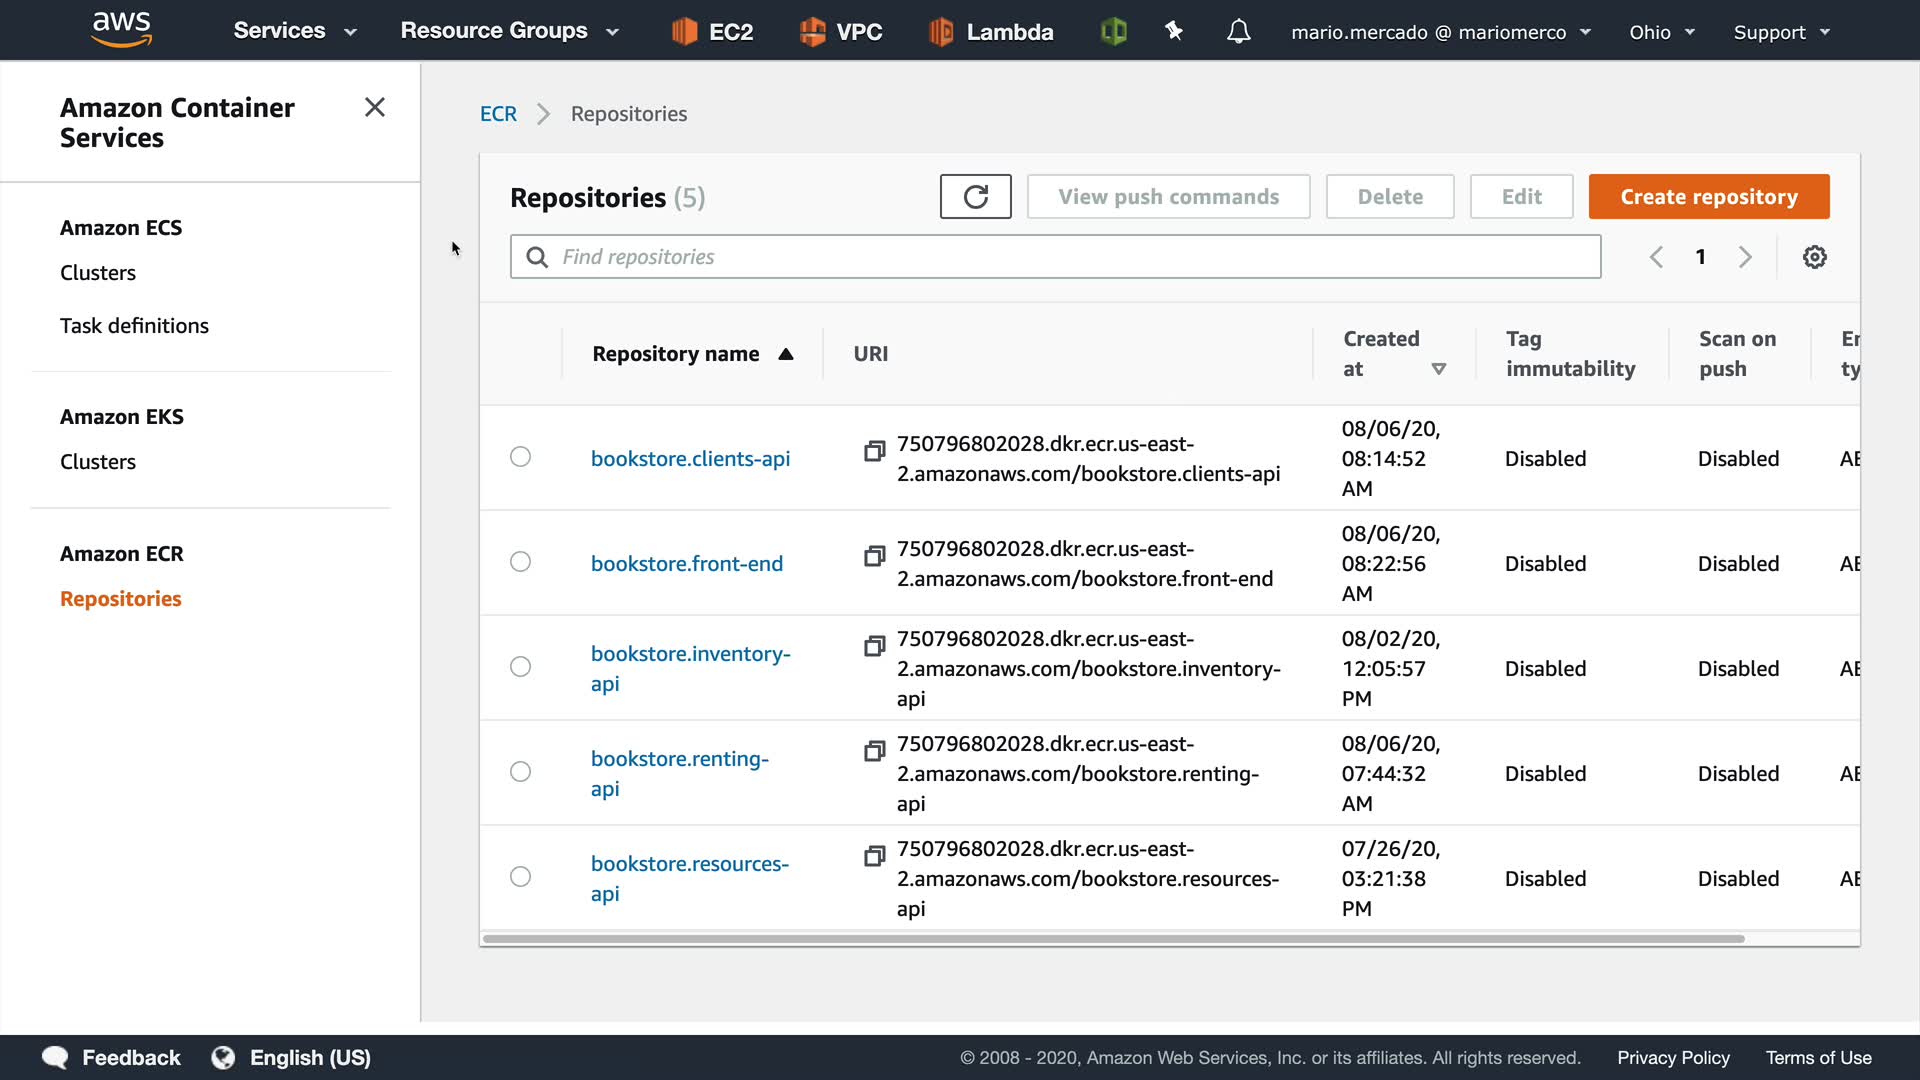 aws
Services
Resource Groups
EC2
VPC
Lambda
mario.mercado @ mariomerco
Ohio
Support
Amazon Container
Services
Amazon ECS
Clusters
Task definitions
Amazon EKS
Clusters
Amazon ECR
Repositories
ECR
Repositories
Repositories (5)
View push commands
Delete
Edit
Create repository
Find repositories
1
Repository name
URI
Created
at
Tag
immutability
Scan on
push
bookstore.clients-api
750796802028.dkr.ecr.us-east-
2.amazonaws.com/bookstore.clients-api
08/06/20,
08:14:52
AM
Disabled
Disabled
bookstore.front-end
750796802028.dkr.ecr.us-east-
2.amazonaws.com/bookstore.front-end
08/06/20,
08:22:56
AM
Disabled
Disabled
bookstore.inventory-
api
750796802028.dkr.ecr.us-east-
2.amazonaws.com/bookstore.inventory-
api
08/02/20,
12:05:57
PM
Disabled
Disabled
bookstore.renting-
api
750796802028.dkr.ecr.us-east-
2.amazonaws.com/bookstore.renting-
api
08/06/20,
07:44:32
AM
Disabled
Disabled
bookstore.resources-
api
750796802028.dkr.ecr.us-east-
2.amazonaws.com/bookstore.resources-
api
07/26/20,
03:21:38
PM
Disabled
Disabled
Feedback
English (US)
© 2008 - 2020, Amazon Web Services, Inc. or its affiliates. All rights reserved.
Privacy Policy
Terms of Use